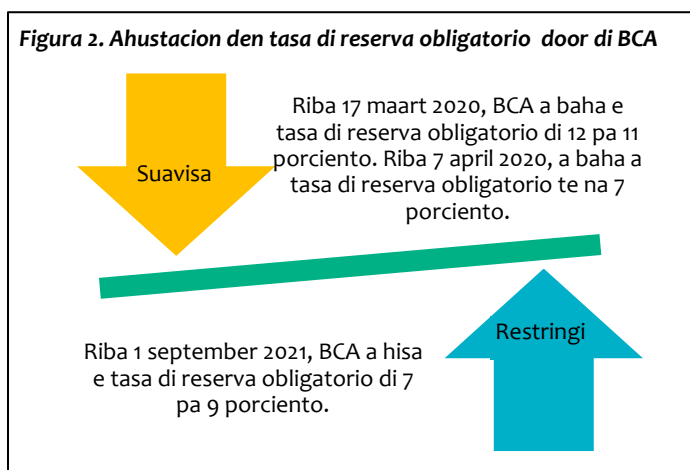 Figura 2. Ahustacion den tasa di reserva obligatorio door di BCA
Suavisa
Riba 17 maart 2020, BCA a baha e
tasa di reserva obligatorio di 12 pa 11
porciento. Riba 7 april 2020, a baha a
tasa di reserva obligatorio te na 7
porciento.
Riba 1 september 2021, BCA a hisa
e tasa di reserva obligatorio di 7
pa 9 porciento.
Restringi